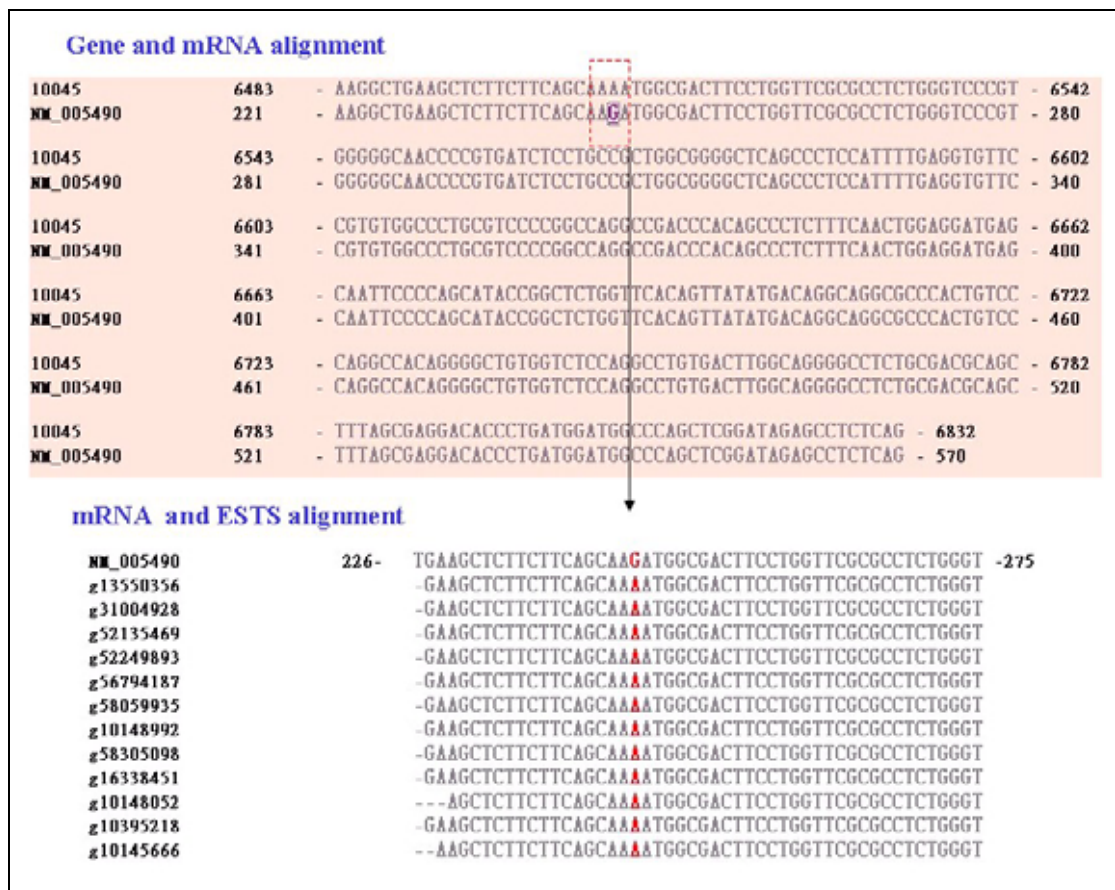 Gene and mRNA alignment
10045 6483 - AAGGCTGAAGCTCTTCTTCAGCAAAATGGCGACTTCCTGGTTCGCGCCTCTGGGTCCCGT - 6542
NM_005490 221 - AAGGCTGAAGCTCTTCTTCAGCAAGATGGCGACTTCCTGGTTCGCGCCTCTGGGTCCCGT - 280
10045 6543 - GGGGGCAACCCCGTGATCTCCTGCCGCTGGCGGGGCTCAGCCCTCCATTTTGAGGTGTTC - 6602
NM_005490 281 - GGGGGCAACCCCGTGATCTCCTGCCGCTGGCGGGGCTCAGCCCTCCATTTTGAGGTGTTC - 340
10045 6603 - CGTGTGGCCCTGCGTCCCCGGCCAGGCCGACCCACAGCCCTCTTTCAACTGGAGGATGAG - 6662
NM_005490 341 - CGTGTGGCCCTGCGTCCCCGGCCAGGCCGACCCACAGCCCTCTTTCAACTGGAGGATGAG - 400
10045 6663 - CAATTCCCCAGCATACCGGCTCTGGTTCACAGTTATATGACAGGCAGGCGCCCACTGTCC - 6722
NM_005490 401 - CAATTCCCCAGCATACCGGCTCTGGTTCACAGTTATATGACAGGCAGGCGCCCACTGTCC - 460
10045 6723 - CAGGCCACAGGGGCTGTGGTCTCCAGGCCTGTGACTTGGCAGGGGCCTCTGCGACGCAGC - 6782
NM_005490 461 - CAGGCCACAGGGGCTGTGGTCTCCAGGCCTGTGACTTGGCAGGGGCCTCTGCGACGCAGC - 520
10045 6783 - TTTAGCGAGGACACCCTGATGGATGGCCCAGCTCGGATAGAGCCTCTCAG - 6832
NM_005490 521 - TTTAGCGAGGACACCCTGATGGATGGCCCAGCTCGGATAGAGCCTCTCAG - 570
mRNA and ESTS alignment
NM_005490 226- TGAAGCTCTTCTTCAGCAAGATGGCGACTTCCTGGTTCGCGCCTCTGGGT -275
g13550356 -GAAGCTCTTCTTCAGCAAAATGGCGACTTCCTGGTTCGCGCCTCTGGGT
g31004928 -GAAGCTCTTCTTCAGCAAAATGGCGACTTCCTGGTTCGCGCCTCTGGGT
g52135469 -GAAGCTCTTCTTCAGCAAAATGGCGACTTCCTGGTTCGCGCCTCTGGGT
g52249893 -GAAGCTCTTCTTCAGCAAAATGGCGACTTCCTGGTTCGCGCCTCTGGGT
g56794187 -GAAGCTCTTCTTCAGCAAAATGGCGACTTCCTGGTTCGCGCCTCTGGGT
g58059935 -GAAGCTCTTCTTCAGCAAAATGGCGACTTCCTGGTTCGCGCCTCTGGGT
g10148992 -GAAGCTCTTCTTCAGCAAAATGGCGACTTCCTGGTTCGCGCCTCTGGGT
g58305098 -GAAGCTCTTCTTCAGCAAAATGGCGACTTCCTGGTTCGCGCCTCTGGGT
g16338451 -GAAGCTCTTCTTCAGCAAAATGGCGACTTCCTGGTTCGCGCCTCTGGGT
g10148052 ---AGCTCTTCTTCAGCAAAATGGCGACTTCCTGGTTCGCGCCTCTGGGT
g10395218 -GAAGCTCTTCTTCAGCAAAATGGCGACTTCCTGGTTCGCGCCTCTGGGT
g10145666 --AAGCTCTTCTTCAGCAAAATGGCGACTTCCTGGTTCGCGCCTCTGGGT